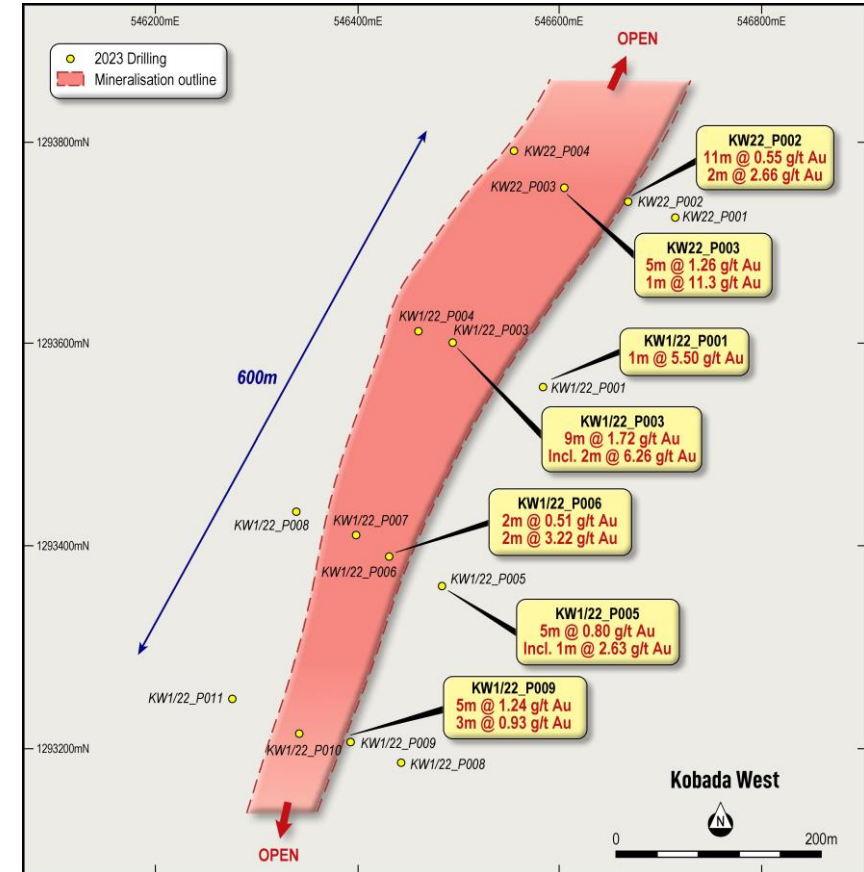 546200mE 546400mE 546600mE 546800mE
OPEN
2023 Drilling
Mineralisation outline
1293800mN
KW22_P004
KW22_P002
11m @ 0.55 g/t Au
2m @ 2.66 g/t Au
KW22_P003
KW22_P002
KW22_P001
KW22_P003
5m @ 1.26 g/t Au
1m @ 11.3 g/t Au
KW1/22_P004
KW1/22_P003
1293600mN
KW1/22_P001
1m @ 5.50 g/t Au
600m
KW1/22_P001
KW1/22_P003
9m @ 1.72 g/t Au
Incl. 2m @ 6.26 g/t Au
KW1/22_P008
KW1/22_P007
KW1/22_P006
2m @ 0.51 g/t Au
2m @ 3.22 g/t Au
1293400mN
KW1/22_P006
KW1/22_P005
KW1/22_P005
5m @ 0.80 g/t Au
Incl. 1m @ 2.63 g/t Au
KW1/22_P011
KW1/22_P009
5m @ 1.24 g/t Au
3m @ 0.93 g/t Au
1293200mN
KW1/22_P010
KW1/22_P009
KW1/22_P008
Kobada West
N
0 200m
OPEN